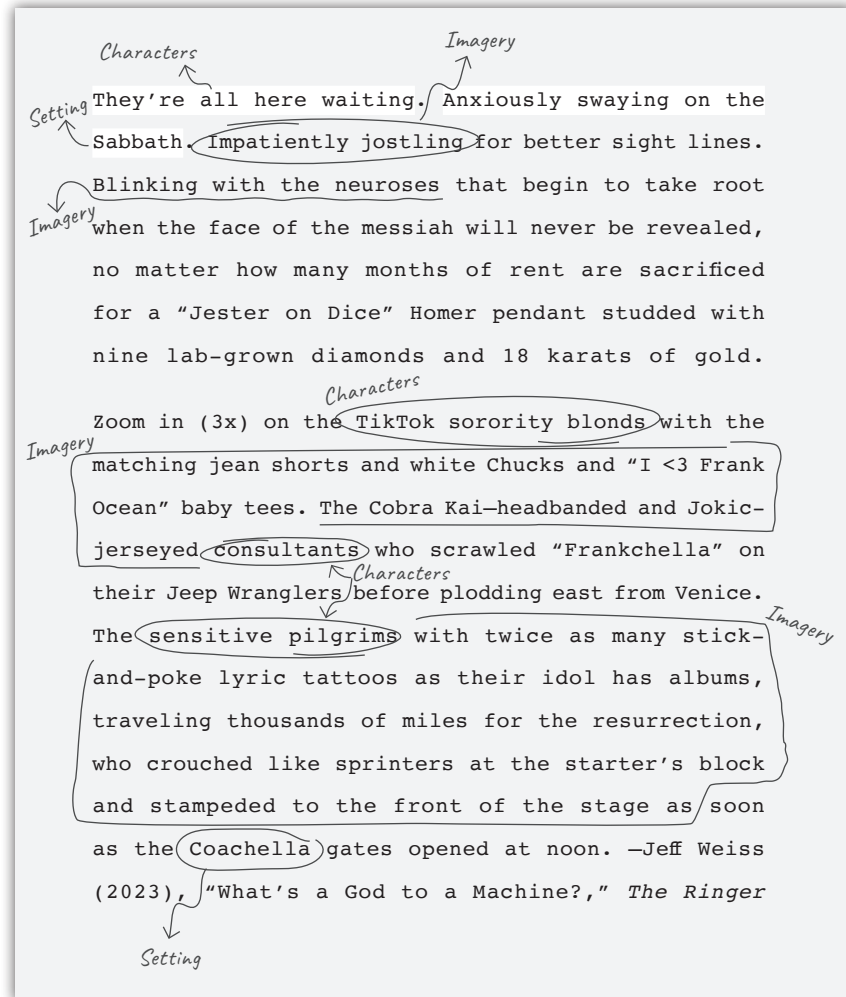 Characters
Imagery
Setting
They’re all here waiting. Anxiously swaying on the
Sabbath. Impatiently jostling for better sight lines.
Blinking with the neuroses that begin to take root
Imagery
when the face of the messiah will never be revealed,
no matter how many months of rent are sacrificed
for a “Jester on Dice” Homer pendant studded with
nine lab-grown diamonds and 18 karats of gold.
Characters
Zoom in (3x) on the TikTok sorority blonds with the
Imagery
matching jean shorts and white Chucks and “I <3 Frank
Ocean” baby tees. The Cobra Kai—headbanded and Jokic-
jerseyed consultants who scrawled “Frankchella” on
Characters
their Jeep Wranglers before plodding east from Venice.
The sensitive pilgrims with twice as many stick-
Imagery
and-poke lyric tattoos as their idol has albums,
traveling thousands of miles for the resurrection,
who crouched like sprinters at the starter’s block
and stampeded to the front of the stage as soon
as the Coachella gates opened at noon. —Jeff Weiss
(2023), “What’s a God to a Machine?,” The Ringer
Setting